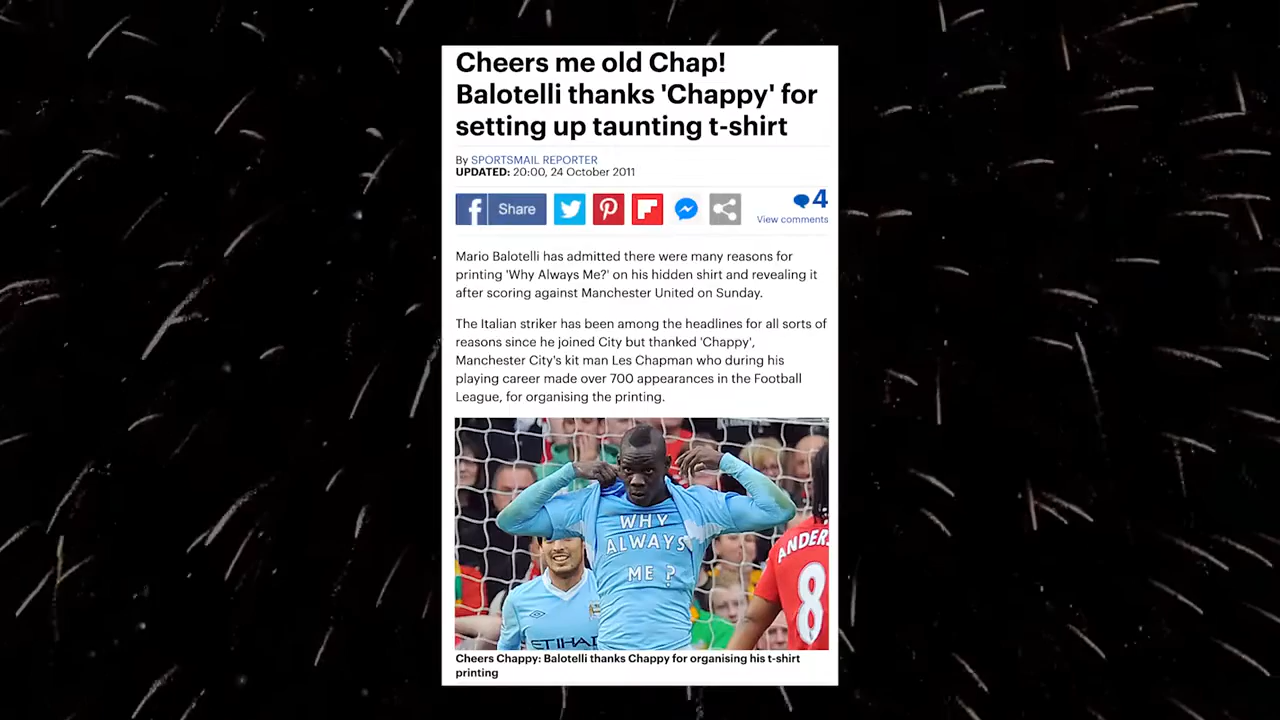 Cheers me old Chap!
Balotelli thanks 'Chappy' for
setting up taunting t-shirt
By SPORTSMAIL REPORTER
UPDATED: 20:00, 24 October 2011
f Share
4
View comments
Mario Balotelli has admitted there were many reasons for
printing 'Why Always Me?' on his hidden shirt and revealing it
after scoring against Manchester United on Sunday.
The Italian striker has been among the headlines for all sorts of
reasons since he joined City but thanked 'Chappy',
Manchester City's kit man Les Chapman who during his
playing career made over 700 appearances in the Football
League, for organising the printing.
WHY
ALWAYS
ME ?
ANDERS
8
ETIHA
Cheers Chappy: Balotelli thanks Chappy for organising his t-shirt
printing